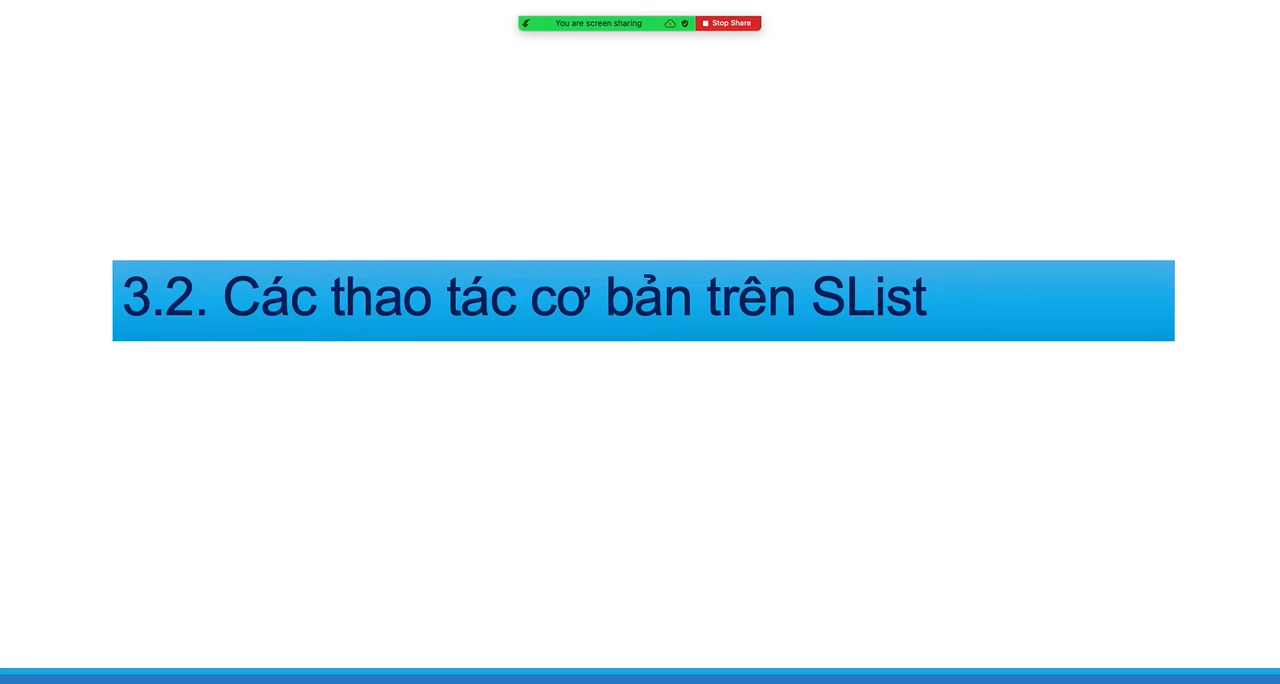 You are screen sharing
Stop Share
3.2. Các thao tác cơ bản trên SList